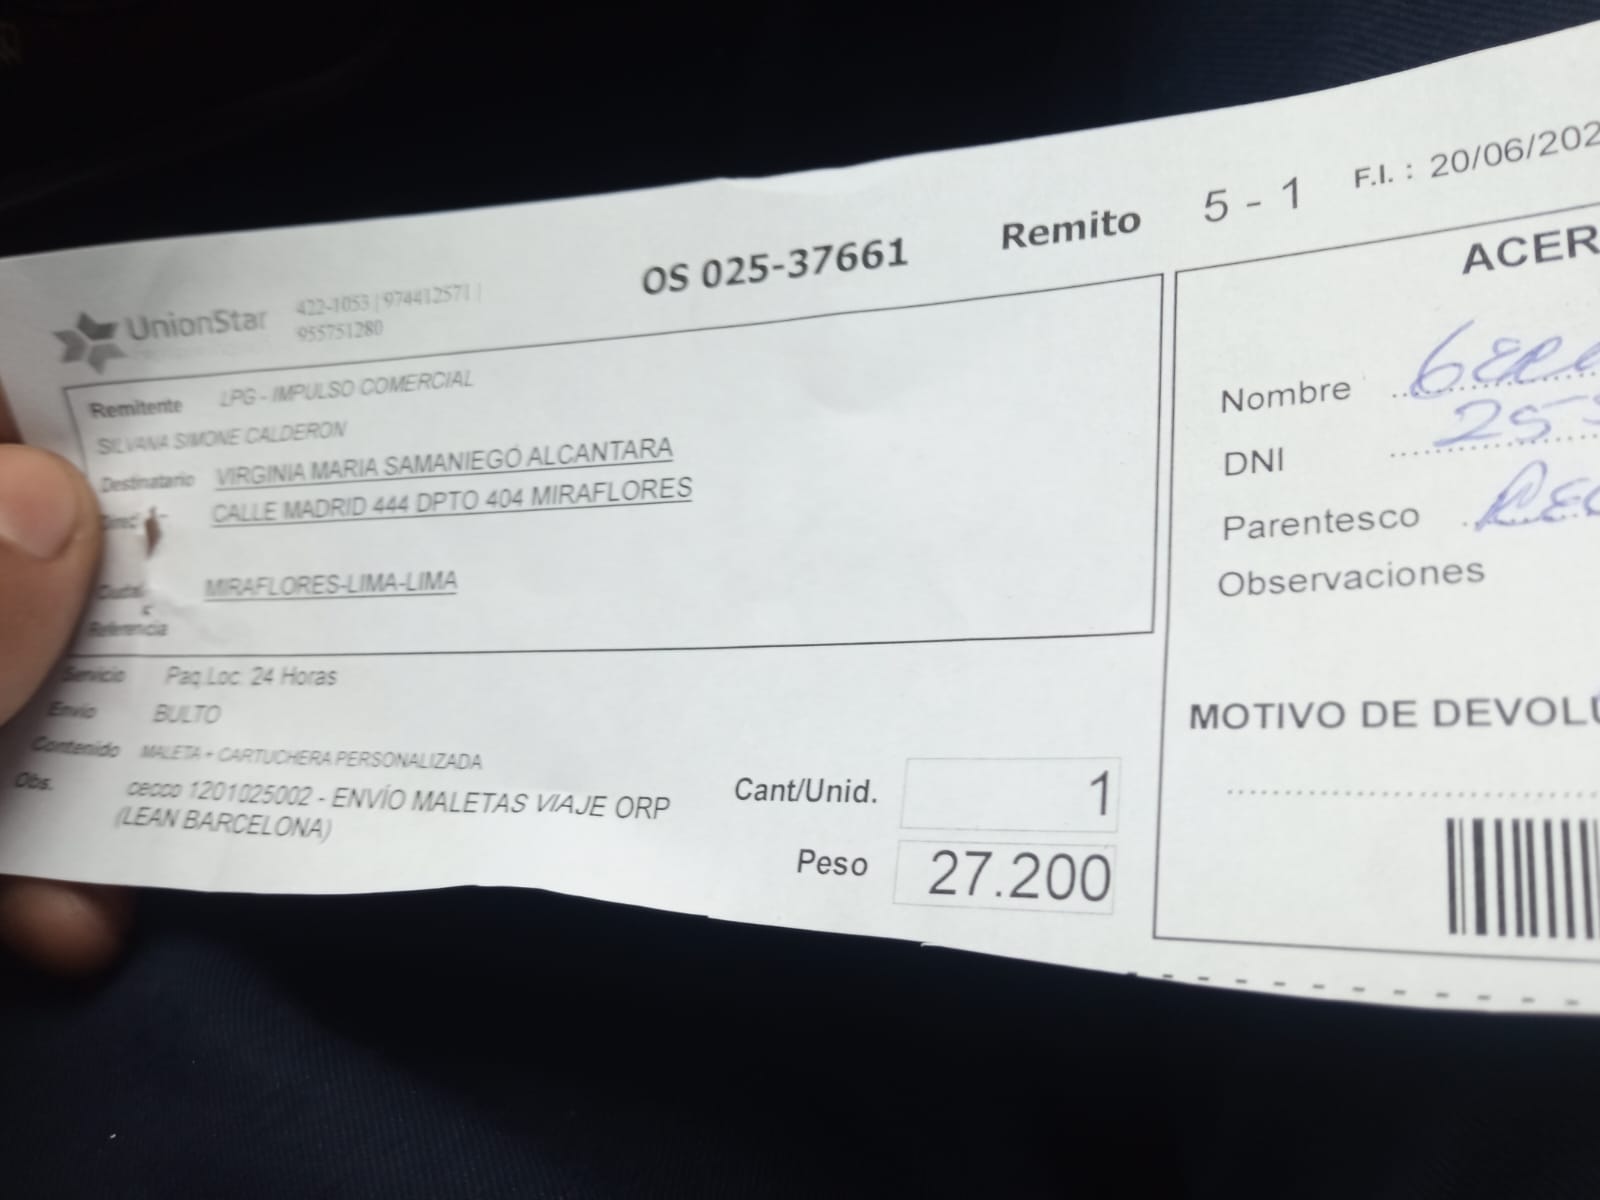 UnionStar
422-1053 | 974412571 |
955751280
OS 025-37661
Remito 5 - 1 F.I. : 20/06/202
Remitente LPG - IMPULSO COMERCIAL
SILVANA SIMONE CALDERON
Destinatario VIRGINIA MARIA SAMANIEGO ALCANTARA
CALLE MADRID 444 DPTO 404 MIRAFLORES
MIRAFLORES-LIMA-LIMA
Referencia
Servicio Paq.Loc. 24 Horas
Envio BULTO
Contenido MALETA + CARTUCHERA PERSONALIZADA
Obs. cecco 1201025002 - ENVÍO MALETAS VIAJE ORP
(LEAN BARCELONA)
Cant/Unid. 1
Peso 27.200
ACER
Nombre
DNI 25
Parentesco
Observaciones
MOTIVO DE DEVOLU